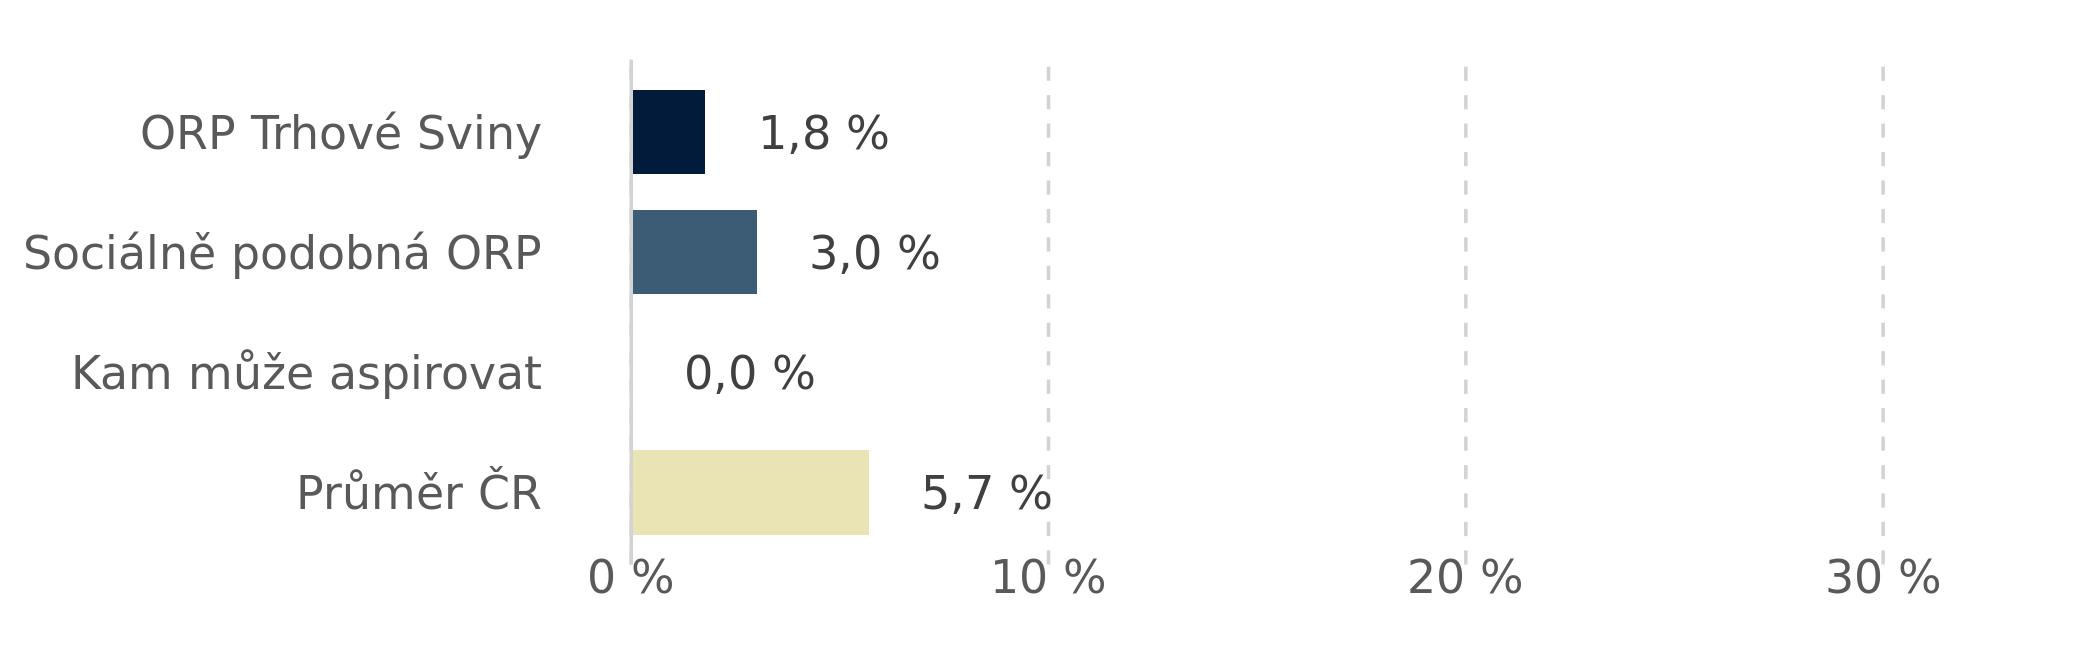 ORP Trhové Sviny 1,8 %
Sociálně podobná ORP 3,0 %
Kam může aspirovat 0,0 %
Průměr ČR 5,7 %
0 % 10 % 20 % 30 %